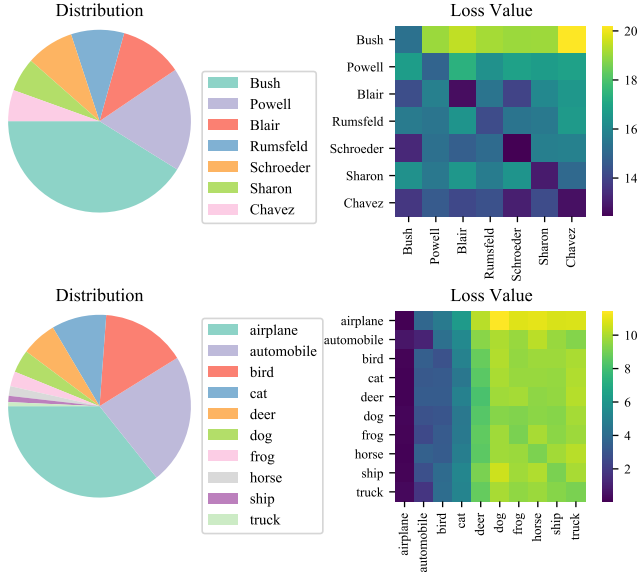 Distribution
Bush
Powell
Blair
Rumsfeld
Schroeder
Sharon
Chavez
Loss Value
Bush
Powell
Blair
Rumsfeld
Schroeder
Sharon
Chavez
Bush
Powell
Blair
Rumsfeld
Schroeder
Sharon
Chavez
20
18
16
14
Distribution
airplane
automobile
bird
cat
deer
dog
frog
horse
ship
truck
Loss Value
airplane
automobile
bird
cat
deer
dog
frog
horse
ship
truck
airplane
automobile
bird
cat
deer
dog
frog
horse
ship
truck
10
8
6
4
2